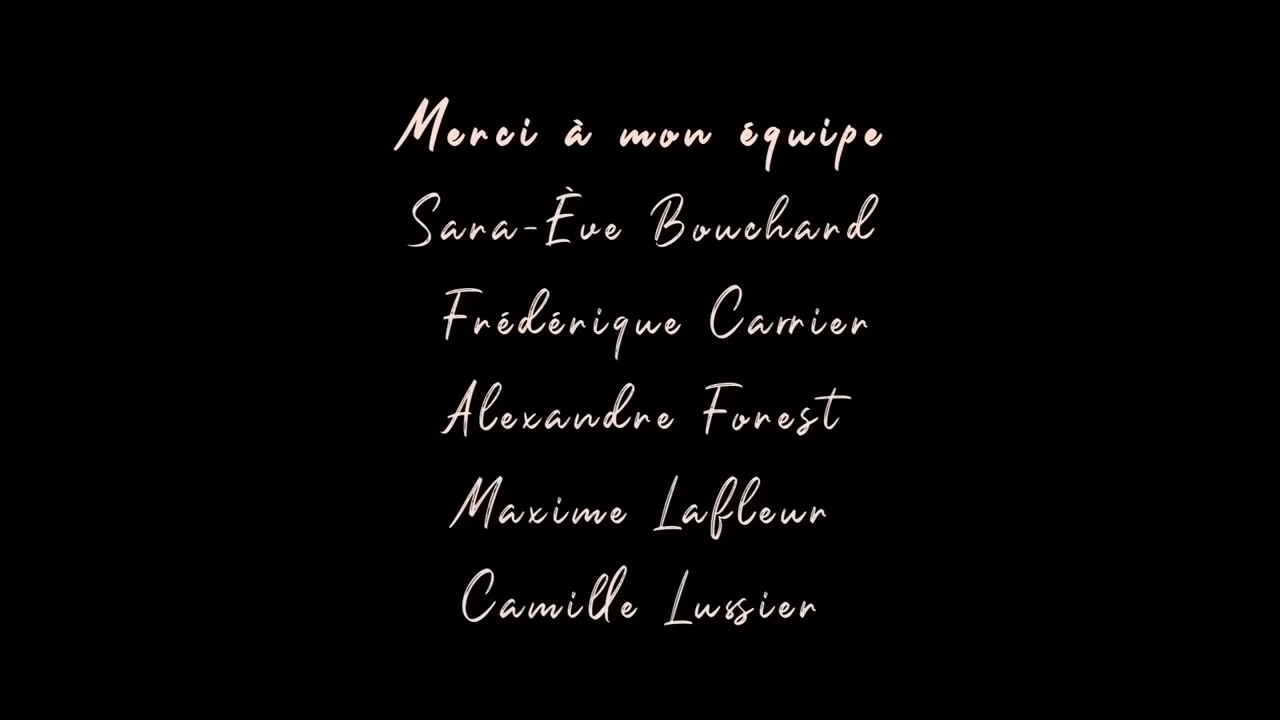 Merci à mon équipe
Sara-Ève Bouchard
Frédérique Carrier
Alexandre Forest
Maxime Lafleur
Camille Lussier